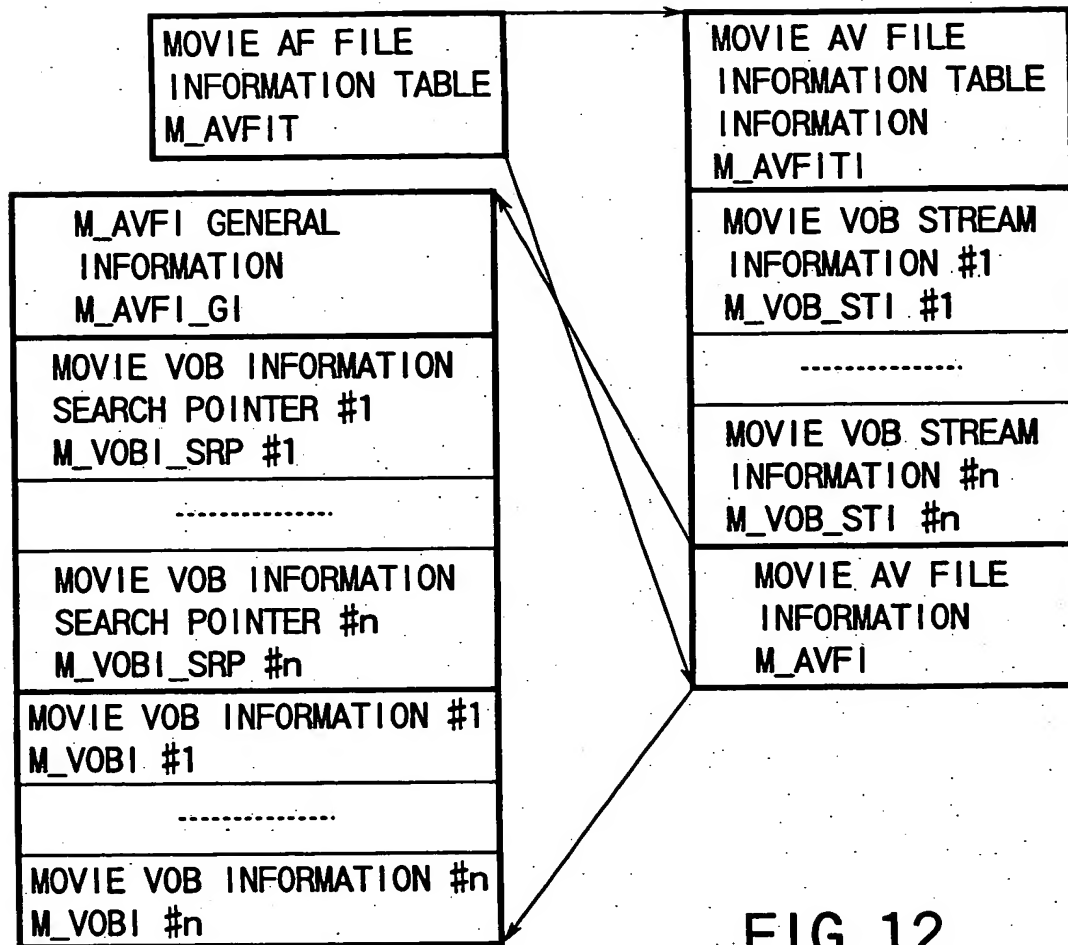 MOVIE AF FILE
INFORMATION TABLE
M_AVFIT
MOVIE AV FILE
INFORMATION TABLE
INFORMATION
M_AVFITI
MOVIE VOB STREAM
INFORMATION #1
M_VOB_STI #1
MOVIE VOB STREAM
INFORMATION #n
M_VOB_STI #n
MOVIE AV FILE
INFORMATION
M_AVFI
M_AVFI GENERAL
INFORMATION
M_AVFI_GI
MOVIE VOB INFORMATION
SEARCH POINTER #1
M_VOBI_SRP #1
MOVIE VOB INFORMATION
SEARCH POINTER #n
M_VOBI_SRP #n
MOVIE VOB INFORMATION #1
M_VOBI #1
MOVIE VOB INFORMATION #n
M_VOBI #n
FIG. 12